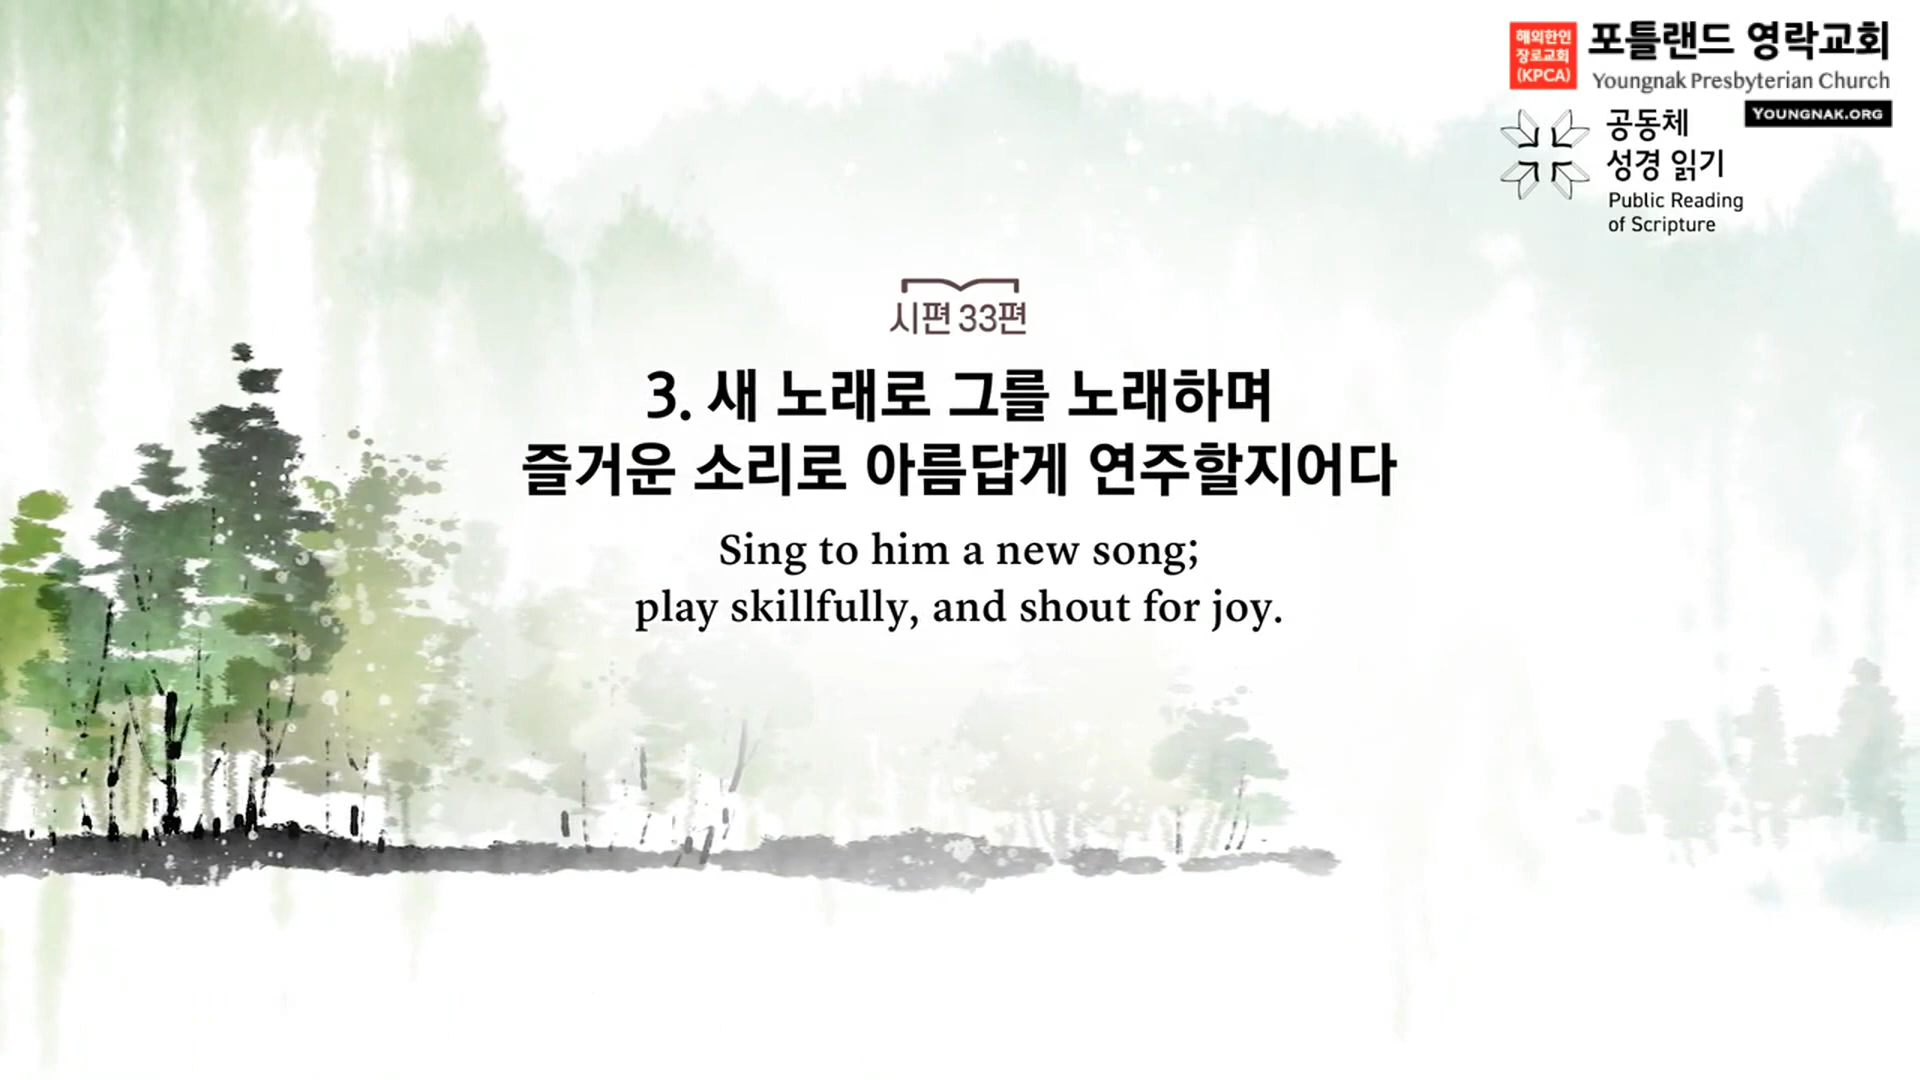 해외한인
장로교회
(KPCA)
포틀랜드 영락교회
Youngnak Presbyterian Church
YOUNGNAK.ORG
공동체
성경 읽기
Public Reading
of Scripture
시편 33편
3. 새 노래로 그를 노래하며
즐거운 소리로 아름답게 연주할지어다
Sing to him a new song;
play skillfully, and shout for joy.